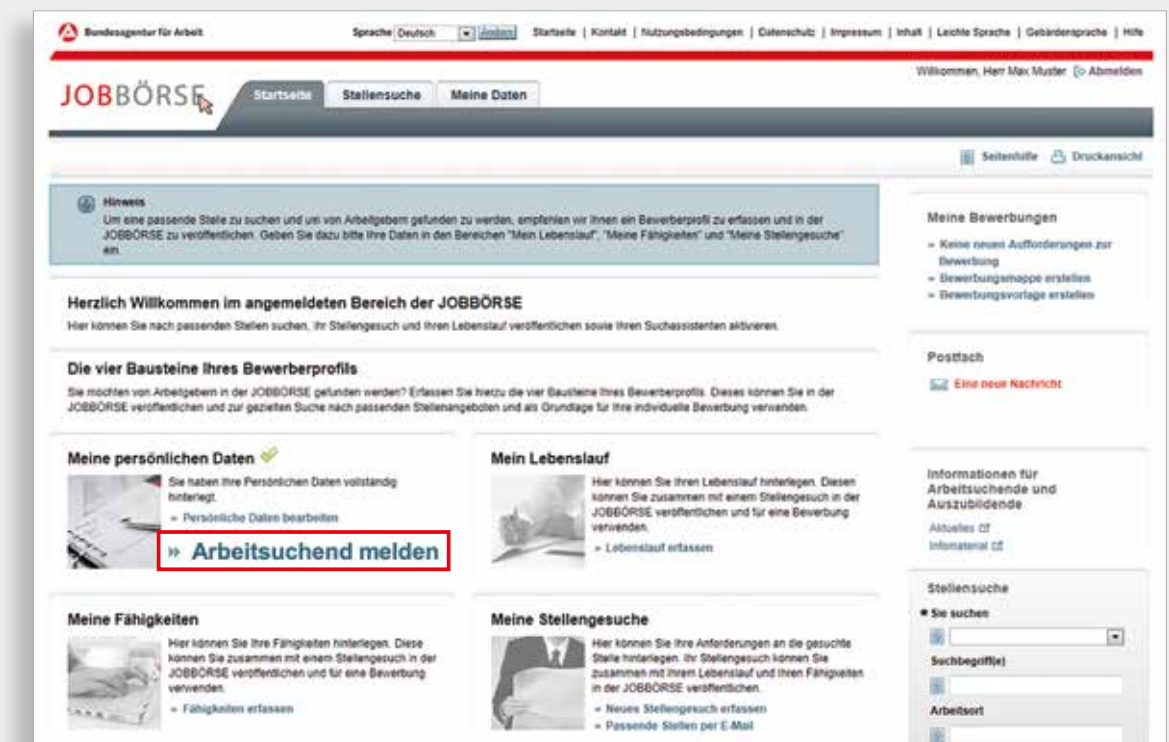 Bundesagentur für Arbeit
Sprache Deutsch Ändern Startseite | Kontakt | Nutzungsbedingungen | Datenschutz | Impressum | Inhalt | Leichte Sprache | Gebärdensprache | Hilfe
Willkommen, Herr Max Muster Abmelden
JOBBÖRSE
Startseite Stellensuche Meine Daten
Seitenhilfe Druckansicht
Hinweis
Um eine passende Stelle zu suchen und um von Arbeitgebern gefunden zu werden, empfehlen wir Ihnen ein Bewerberprofil zu erfassen und in der
JOBBÖRSE zu veröffentlichen. Geben Sie dazu bitte Ihre Daten in den Bereichen "Mein Lebenslauf", "Meine Fähigkeiten" und "Meine Stellengesuche"
ein.
Herzlich Willkommen im angemeldeten Bereich der JOBBÖRSE
Hier können Sie nach passenden Stellen suchen, Ihr Stellengesuch und Ihren Lebenslauf veröffentlichen sowie Ihren Suchassistenten aktivieren.
Die vier Bausteine Ihres Bewerberprofils
Sie möchten von Arbeitgebern in der JOBBÖRSE gefunden werden? Erfassen Sie hierzu die vier Bausteine Ihres Bewerberprofils. Dieses können Sie in der
JOBBÖRSE veröffentlichen und zur gezielten Suche nach passenden Stellenangeboten und als Grundlage für Ihre individuelle Bewerbung verwenden.
Meine persönlichen Daten
Sie haben Ihre Persönlichen Daten vollständig
hinterlegt.
» Persönliche Daten bearbeiten
» Arbeitsuchend melden
Mein Lebenslauf
Hier können Sie Ihren Lebenslauf hinterlegen. Diesen
können Sie zusammen mit einem Stellengesuch in der
JOBBÖRSE veröffentlichen und für eine Bewerbung
verwenden.
» Lebenslauf erfassen
Meine Fähigkeiten
Hier können Sie Ihre Fähigkeiten hinterlegen. Diese
können Sie zusammen mit einem Stellengesuch in der
JOBBÖRSE veröffentlichen und für eine Bewerbung
verwenden.
» Fähigkeiten erfassen
Meine Stellengesuche
Hier können Sie Ihre Anforderungen an die gesuchte
Stelle hinterlegen. Ihr Stellengesuch können Sie
zusammen mit Ihrem Lebenslauf und Ihren Fähigkeiten
in der JOBBÖRSE veröffentlichen.
» Neues Stellengesuch erfassen
» Passende Stellen per E-Mail
Meine Bewerbungen
» Keine neuen Aufforderungen zur
Bewerbung
» Bewerbungsmappe erstellen
» Bewerbungsvorlage erstellen
Postfach
Eine neue Nachricht
Informationen für
Arbeitsuchende und
Auszubildende
Aktuelles
Infomaterial
Stellensuche
Sie suchen
Suchbegriff(e)
Arbeitsort